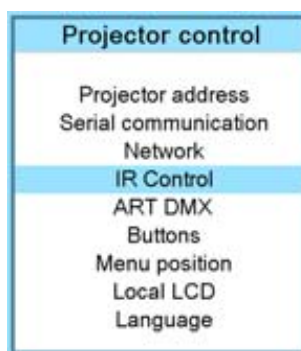 Projector control
Projector address
Serial communication
Network
IR Control
ART DMX
Buttons
Menu position
Local LCD
Language